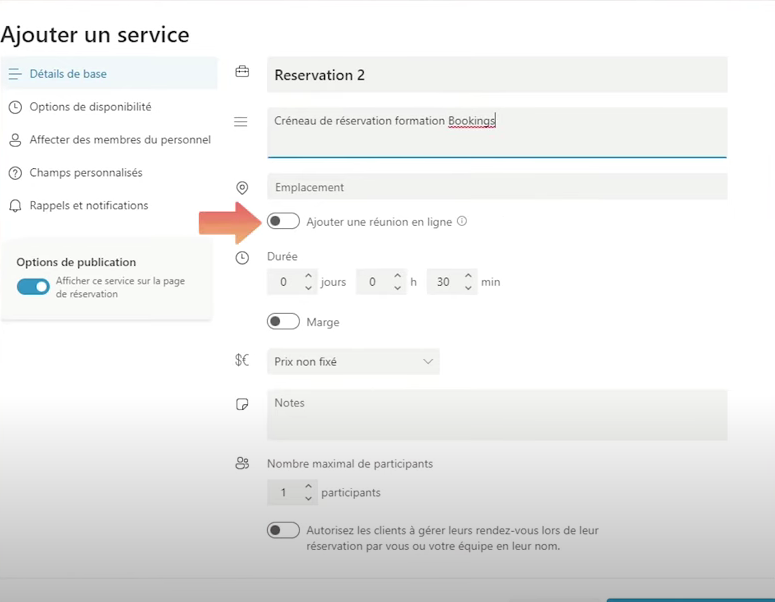 Ajouter un service
Détails de base
Options de disponibilité
Affecter des membres du personnel
Champs personnalisés
Rappels et notifications
Options de publication
Afficher ce service sur la page
de réservation
Reservation 2
Créneau de réservation formation Bookings
Emplacement
Ajouter une réunion en ligne
Durée
0 jours 0 h 30 min
Marge
$€ Prix non fixé
Notes
Nombre maximal de participants
1 participants
Autorisez les clients à gérer leurs rendez-vous lors de leur
réservation par vous ou votre équipe en leur nom.